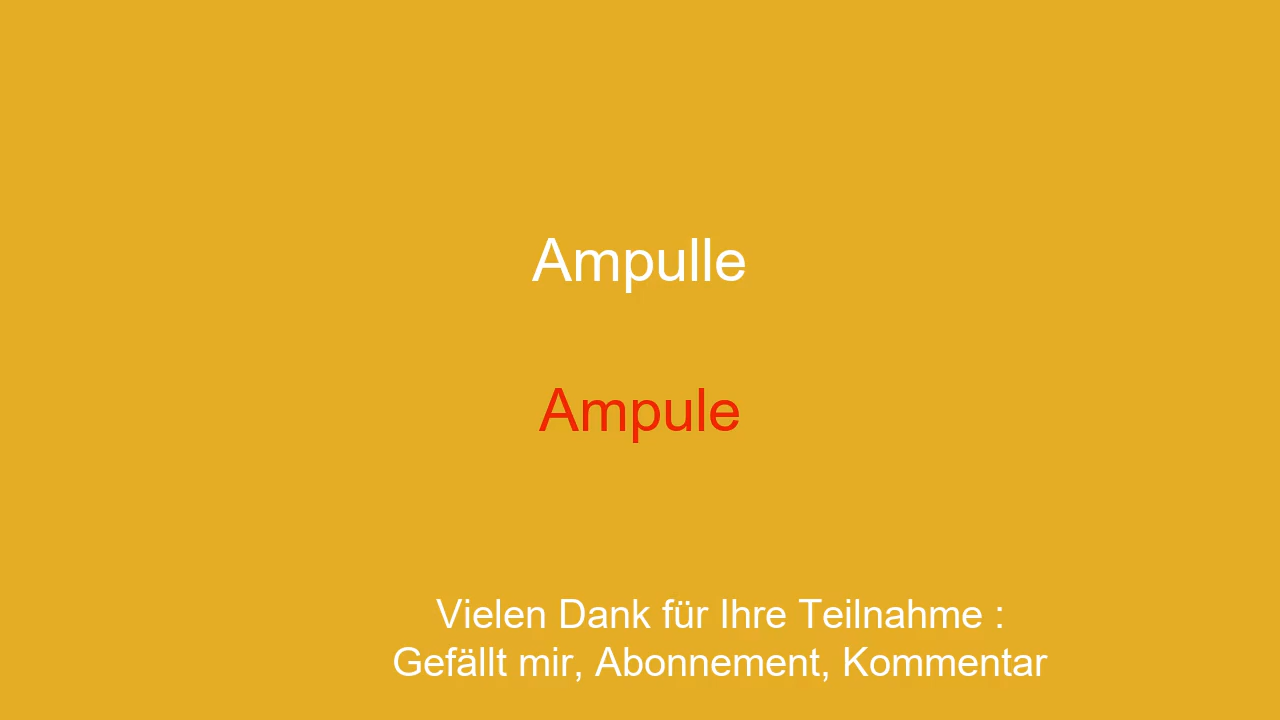 Ampulle
Ampule
Vielen Dank für Ihre Teilnahme :
Gefällt mir, Abonnement, Kommentar